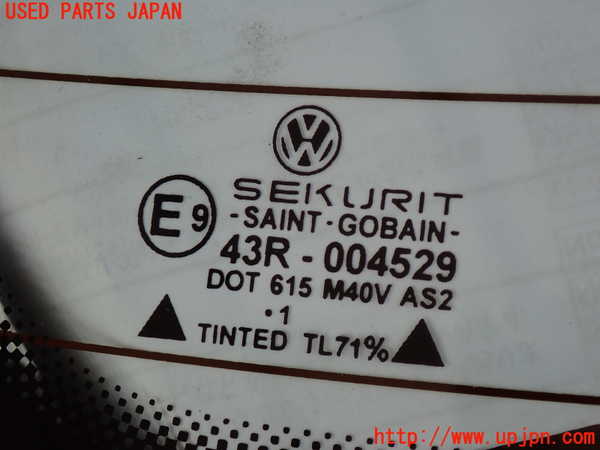 USED PARTS JAPAN
VW
SEKURIT
-SAINT-GOBAIN-
E9
43R-004529
DOT 615 M40V AS2
.1
TINTED TL71%
http://www.upjpn.com/